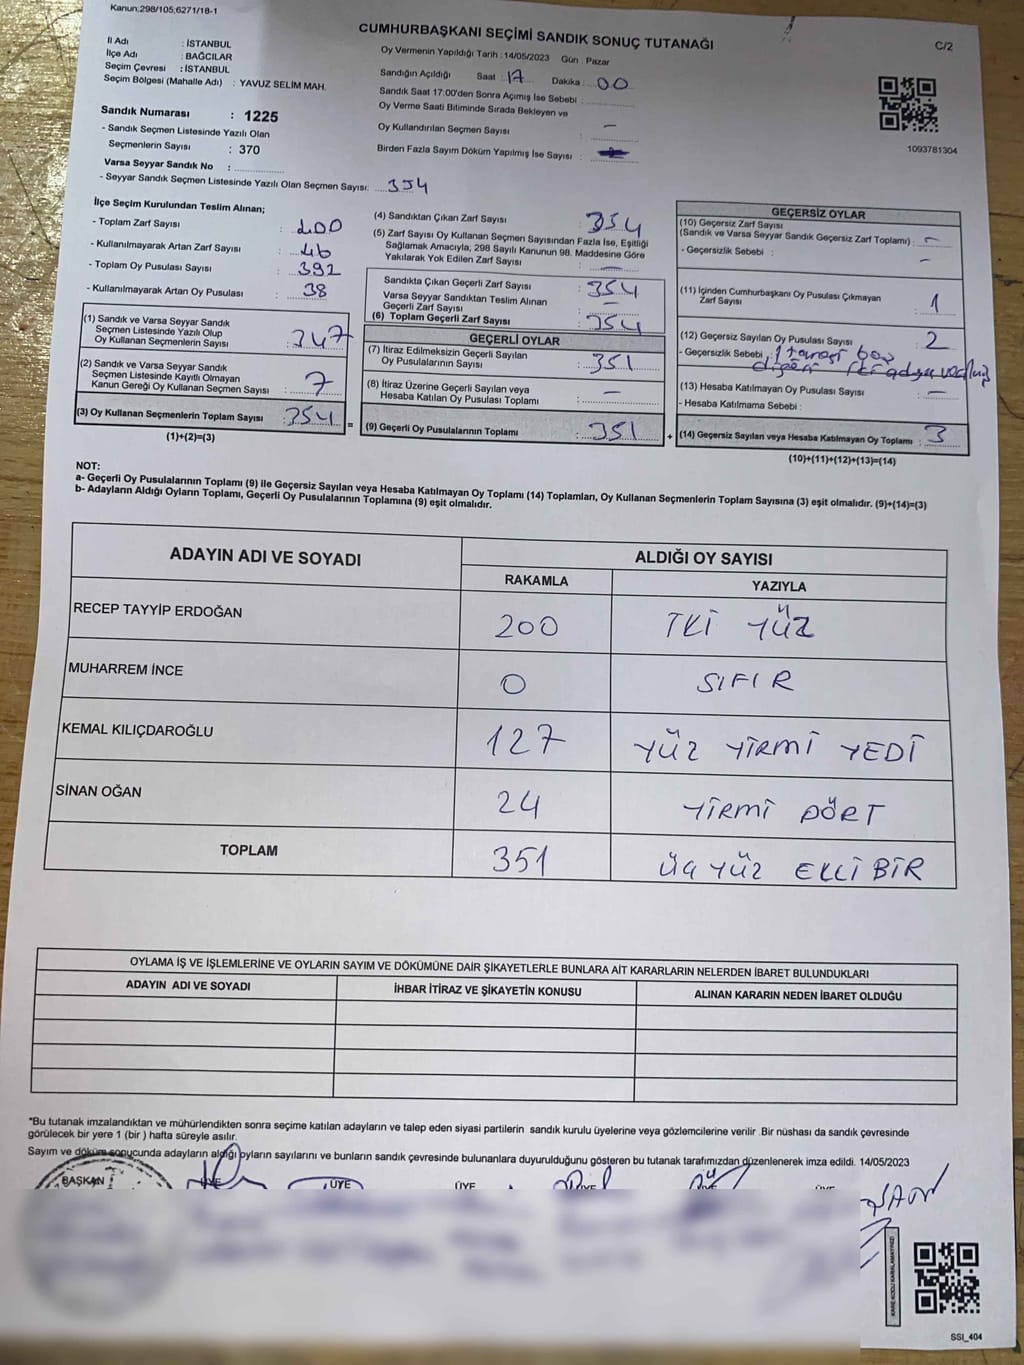 Kanun:298/105,6271/18-1
CUMHURBAŞKANI SEÇİMİ SANDIK SONUÇ TUTANAĞI
C/2
İl Adı : İSTANBUL
İlçe Adı : BAĞCILAR
Seçim Çevresi : İSTANBUL
Seçim Bölgesi (Mahalle Adı) : YAVUZ SELİM MAH.
Sandık Numarası : 1225
- Sandık Seçmen Listesinde Yazılı Olan
Seçmenlerin Sayısı : 370
Varsa Seyyar Sandık No :
- Seyyar Sandık Seçmen Listesinde Yazılı Olan Seçmen Sayısı: 354
Oy Vermenin Yapıldığı Tarih : 14/05/2023 Gün : Pazar
Sandığın Açıldığı Saat : 17 Dakika : 00
Sandık Saat 17:00'den Sonra Açımış İse Sebebi :
Oy Verme Saati Bitiminde Sırada Bekleyen ve
Oy Kullandırılan Seçmen Sayısı : —
Birden Fazla Sayım Döküm Yapılmış İse Sayısı :
1093781304
İlçe Seçim Kurulundan Teslim Alınan;
- Toplam Zarf Sayısı : 400
- Kullanılmayarak Artan Zarf Sayısı : 46
- Toplam Oy Pusulası Sayısı : 392
- Kullanılmayarak Artan Oy Pusulası : 38
(1) Sandık ve Varsa Seyyar Sandık
Seçmen Listesinde Yazılı Olup
Oy Kullanan Seçmenlerin Sayısı : 347
(2) Sandık ve Varsa Seyyar Sandık
Seçmen Listesinde Kayıtlı Olmayan
Kanun Gereği Oy Kullanan Seçmen Sayısı : 7
(3) Oy Kullanan Seçmenlerin Toplam Sayısı : 354
(1)+(2)=(3)
(4) Sandıktan Çıkan Zarf Sayısı : 354
(5) Zarf Sayısı Oy Kullanan Seçmen Sayısından Fazla İse, Eşitliği
Sağlamak Amacıyla; 298 Sayılı Kanunun 98. Maddesine Göre
Yakılarak Yok Edilen Zarf Sayısı : —
Sandıkta Çıkan Geçerli Zarf Sayısı : 354
Varsa Seyyar Sandıktan Teslim Alınan
Geçerli Zarf Sayısı : —
(6) Toplam Geçerli Zarf Sayısı : 354
GEÇERLİ OYLAR
(7) İtiraz Edilmeksizin Geçerli Sayılan
Oy Pusulalarının Sayısı : 351
(8) İtiraz Üzerine Geçerli Sayılan veya
Hesaba Katılan Oy Pusulası Toplamı : —
= (9) Geçerli Oy Pusulalarının Toplamı : 351 +
GEÇERSİZ OYLAR
(10) Geçersiz Zarf Sayısı
(Sandık ve Varsa Seyyar Sandık Geçersiz Zarf Toplamı) : —
- Geçersizlik Sebebi : —
(11) İçinden Cumhurbaşkanı Oy Pusulası Çıkmayan
Zarf Sayısı : 1
(12) Geçersiz Sayılan Oy Pusulası Sayısı : 2
- Geçersizlik Sebebi : 1 tanesi boş
diğeri
(13) Hesaba Katılmayan Oy Pusulası Sayısı : —
- Hesaba Katılmama Sebebi :
(14) Geçersiz Sayılan veya Hesaba Katılmayan Oy Toplamı : 3
(10)+(11)+(12)+(13)=(14)
NOT:
a- Geçerli Oy Pusulalarının Toplamı (9) ile Geçersiz Sayılan veya Hesaba Katılmayan Oy Toplamı (14) Toplamları, Oy Kullanan Seçmenlerin Toplam Sayısına (3) eşit olmalıdır. (9)+(14)=(3)
b- Adayların Aldığı Oyların Toplamı, Geçerli Oy Pusulalarının Toplamına (9) eşit olmalıdır.
ADAYIN ADI VE SOYADI
ALDIĞI OY SAYISI
RAKAMLA YAZIYLA
RECEP TAYYİP ERDOĞAN 200 İKİ YÜZ
MUHARREM İNCE 0 SIFIR
KEMAL KILIÇDAROĞLU 127 YÜZ YİRMİ YEDİ
SİNAN OĞAN 24 YİRMİ DÖRT
TOPLAM 351 ÜÇ YÜZ ELLİ BİR
OYLAMA İŞ VE İŞLEMLERİNE VE OYLARIN SAYIM VE DÖKÜMÜNE DAİR ŞİKAYETLERLE BUNLARA AİT KARARLARIN NELERDEN İBARET BULUNDUKLARI
ADAYIN ADI VE SOYADI İHBAR İTİRAZ VE ŞİKAYETİN KONUSU ALINAN KARARIN NEDEN İBARET OLDUĞU
*Bu tutanak imzalandıktan ve mühürlendikten sonra seçime katılan adayların ve talep eden siyasi partilerin sandık kurulu üyelerine veya gözlemcilerine verilir .Bir nüshası da sandık çevresinde
görülecek bir yere 1 (bir ) hafta süreyle asılır.
Sayım ve döküm sonucunda adayların aldığı oyların sayılarını ve bunların sandık çevresinde bulunanlara duyurulduğunu gösteren bu tutanak tarafımızdan düzenlenerek imza edildi. 14/05/2023
BAŞKAN ÜYE ÜYE ÜYE
SSI_404